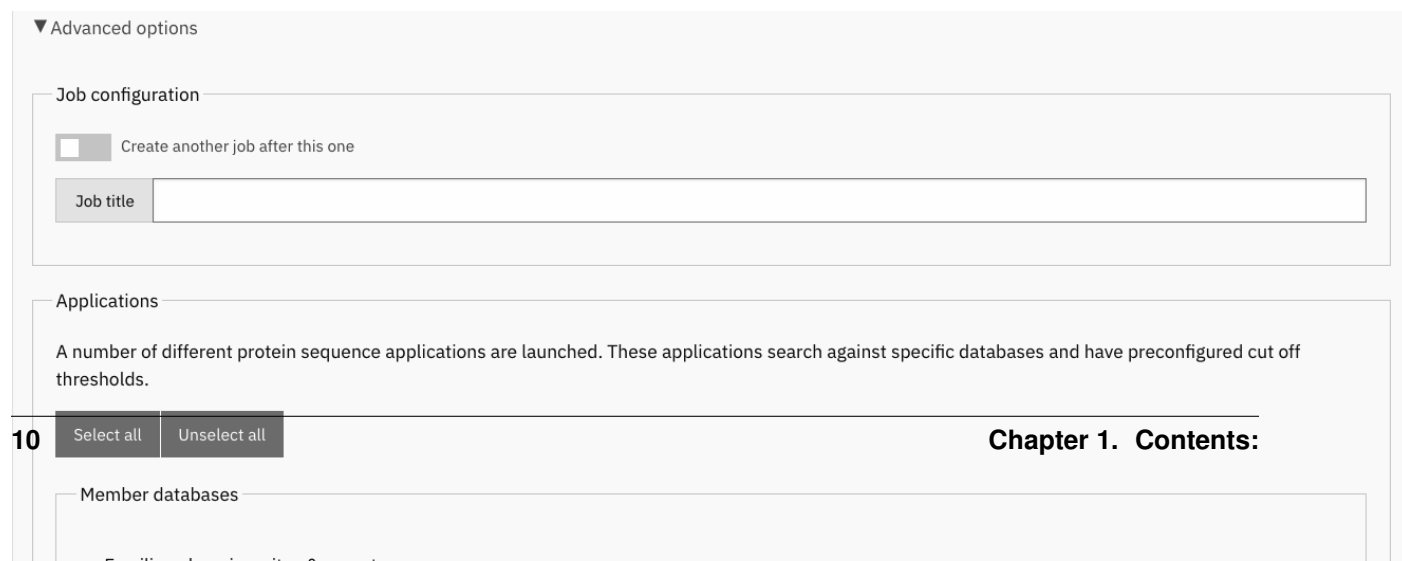 ▼ Advanced options
Job configuration
Create another job after this one
Job title
Applications
A number of different protein sequence applications are launched. These applications search against specific databases and have preconfigured cut off
thresholds.
Select all Unselect all
10 Chapter 1. Contents:
Member databases